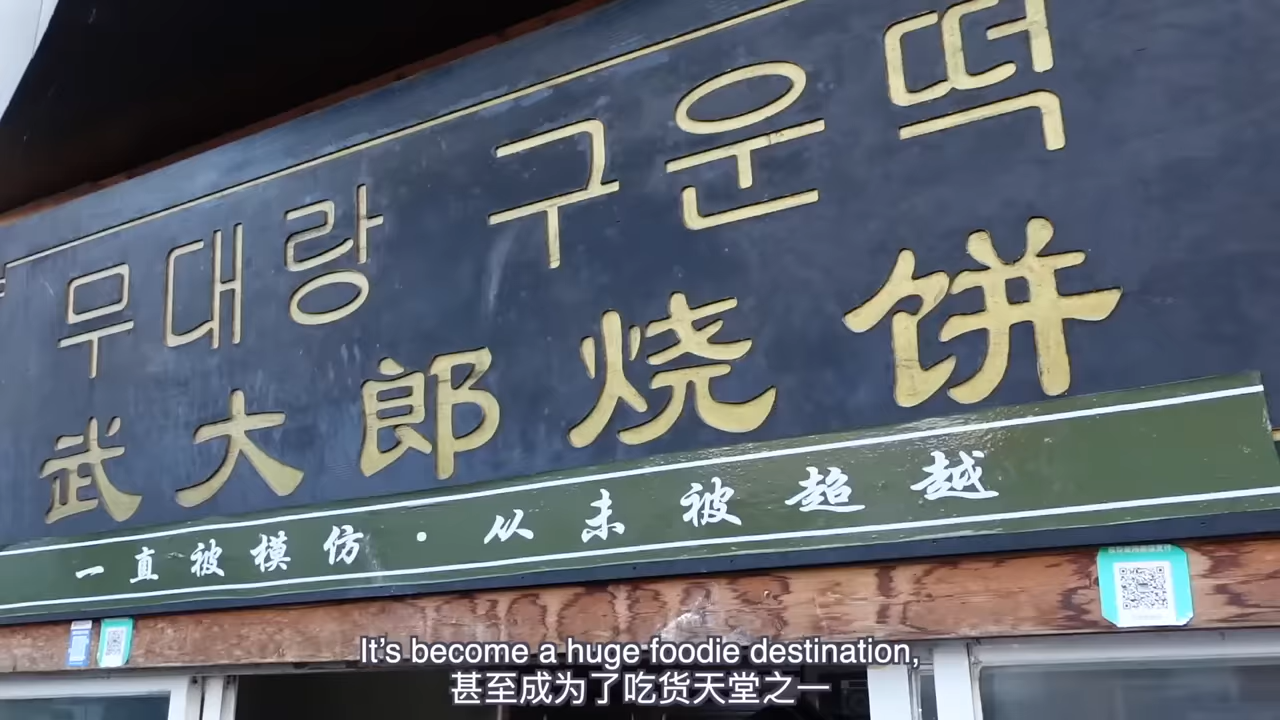 무대랑 구운떡
武大郎烧饼
一直被模仿·从未被超越
It's become a huge foodie destination,
甚至成为了吃货天堂之一